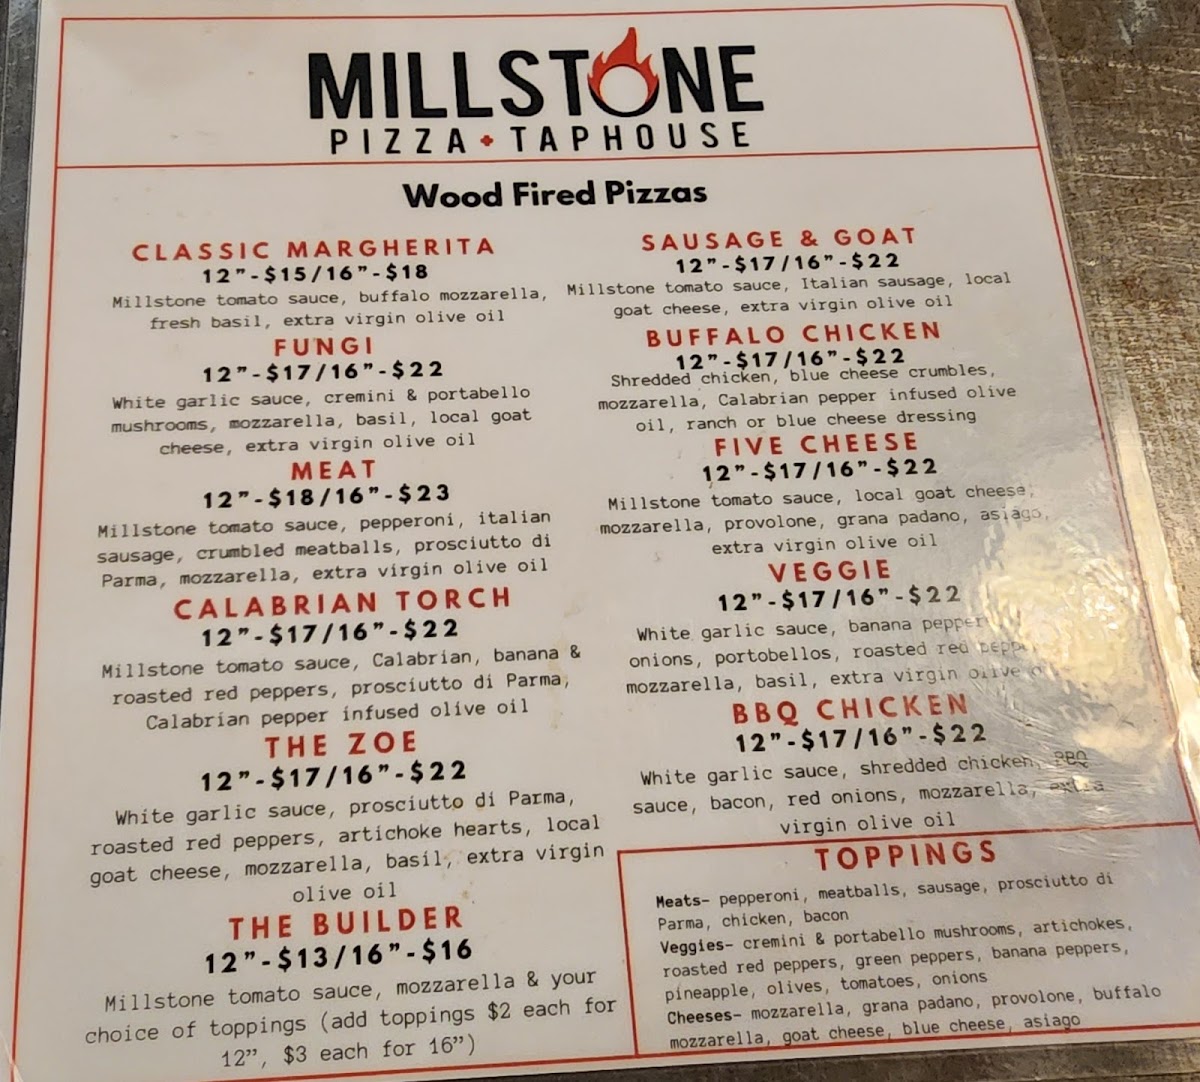 MILLSTONE
PIZZA + TAPHOUSE
Wood Fired Pizzas
CLASSIC MARGHERITA
12"-$15/16"-$18
Millstone tomato sauce, buffalo mozzarella,
fresh basil, extra virgin olive oil
FUNGI
12"-$17/16"-$22
White garlic sauce, cremini & portabello
mushrooms, mozzarella, basil, local goat
cheese, extra virgin olive oil
MEAT
12"-$18/16"-$23
Millstone tomato sauce, pepperoni, italian
sausage, crumbled meatballs, prosciutto di
Parma, mozzarella, extra virgin olive oil
CALABRIAN TORCH
12"-$17/16"-$22
Millstone tomato sauce, Calabrian, banana &
roasted red peppers, prosciutto di Parma,
Calabrian pepper infused olive oil
THE ZOE
12"-$17/16"-$22
White garlic sauce, prosciutto di Parma,
roasted red peppers, artichoke hearts, local
goat cheese, mozzarella, basil, extra virgin
olive oil
THE BUILDER
12"-$13/16"-$16
Millstone tomato sauce, mozzarella & your
choice of toppings (add toppings $2 each for
12", $3 each for 16")
SAUSAGE & GOAT
12"-$17/16"-$22
Millstone tomato sauce, Italian sausage, local
goat cheese, extra virgin olive oil
BUFFALO CHICKEN
12"-$17/16"-$22
Shredded chicken, blue cheese crumbles,
mozzarella, Calabrian pepper infused olive
oil, ranch or blue cheese dressing
FIVE CHEESE
12"-$17/16"-$22
Millstone tomato sauce, local goat cheese,
mozzarella, provolone, grana padano, asiago,
extra virgin olive oil
VEGGIE
12"-$17/16"-$22
White garlic sauce, banana
onions, portobellos, roasted red
mozzarella, basil, extra virgin olive
BBQ CHICKEN
12"-$17/16"-$22
White garlic sauce, shredded chicken, BBQ
sauce, bacon, red onions, mozzarella, extra
virgin olive oil
TOPPINGS
Meats- pepperoni, meatballs, sausage, prosciutto di
Parma, chicken, bacon
Veggies- cremini & portabello mushrooms, artichokes,
roasted red peppers, green peppers, banana peppers,
pineapple, olives, tomatoes, onions
Cheeses- mozzarella, grana padano, provolone, buffalo
mozzarella, goat cheese, blue cheese, asiago